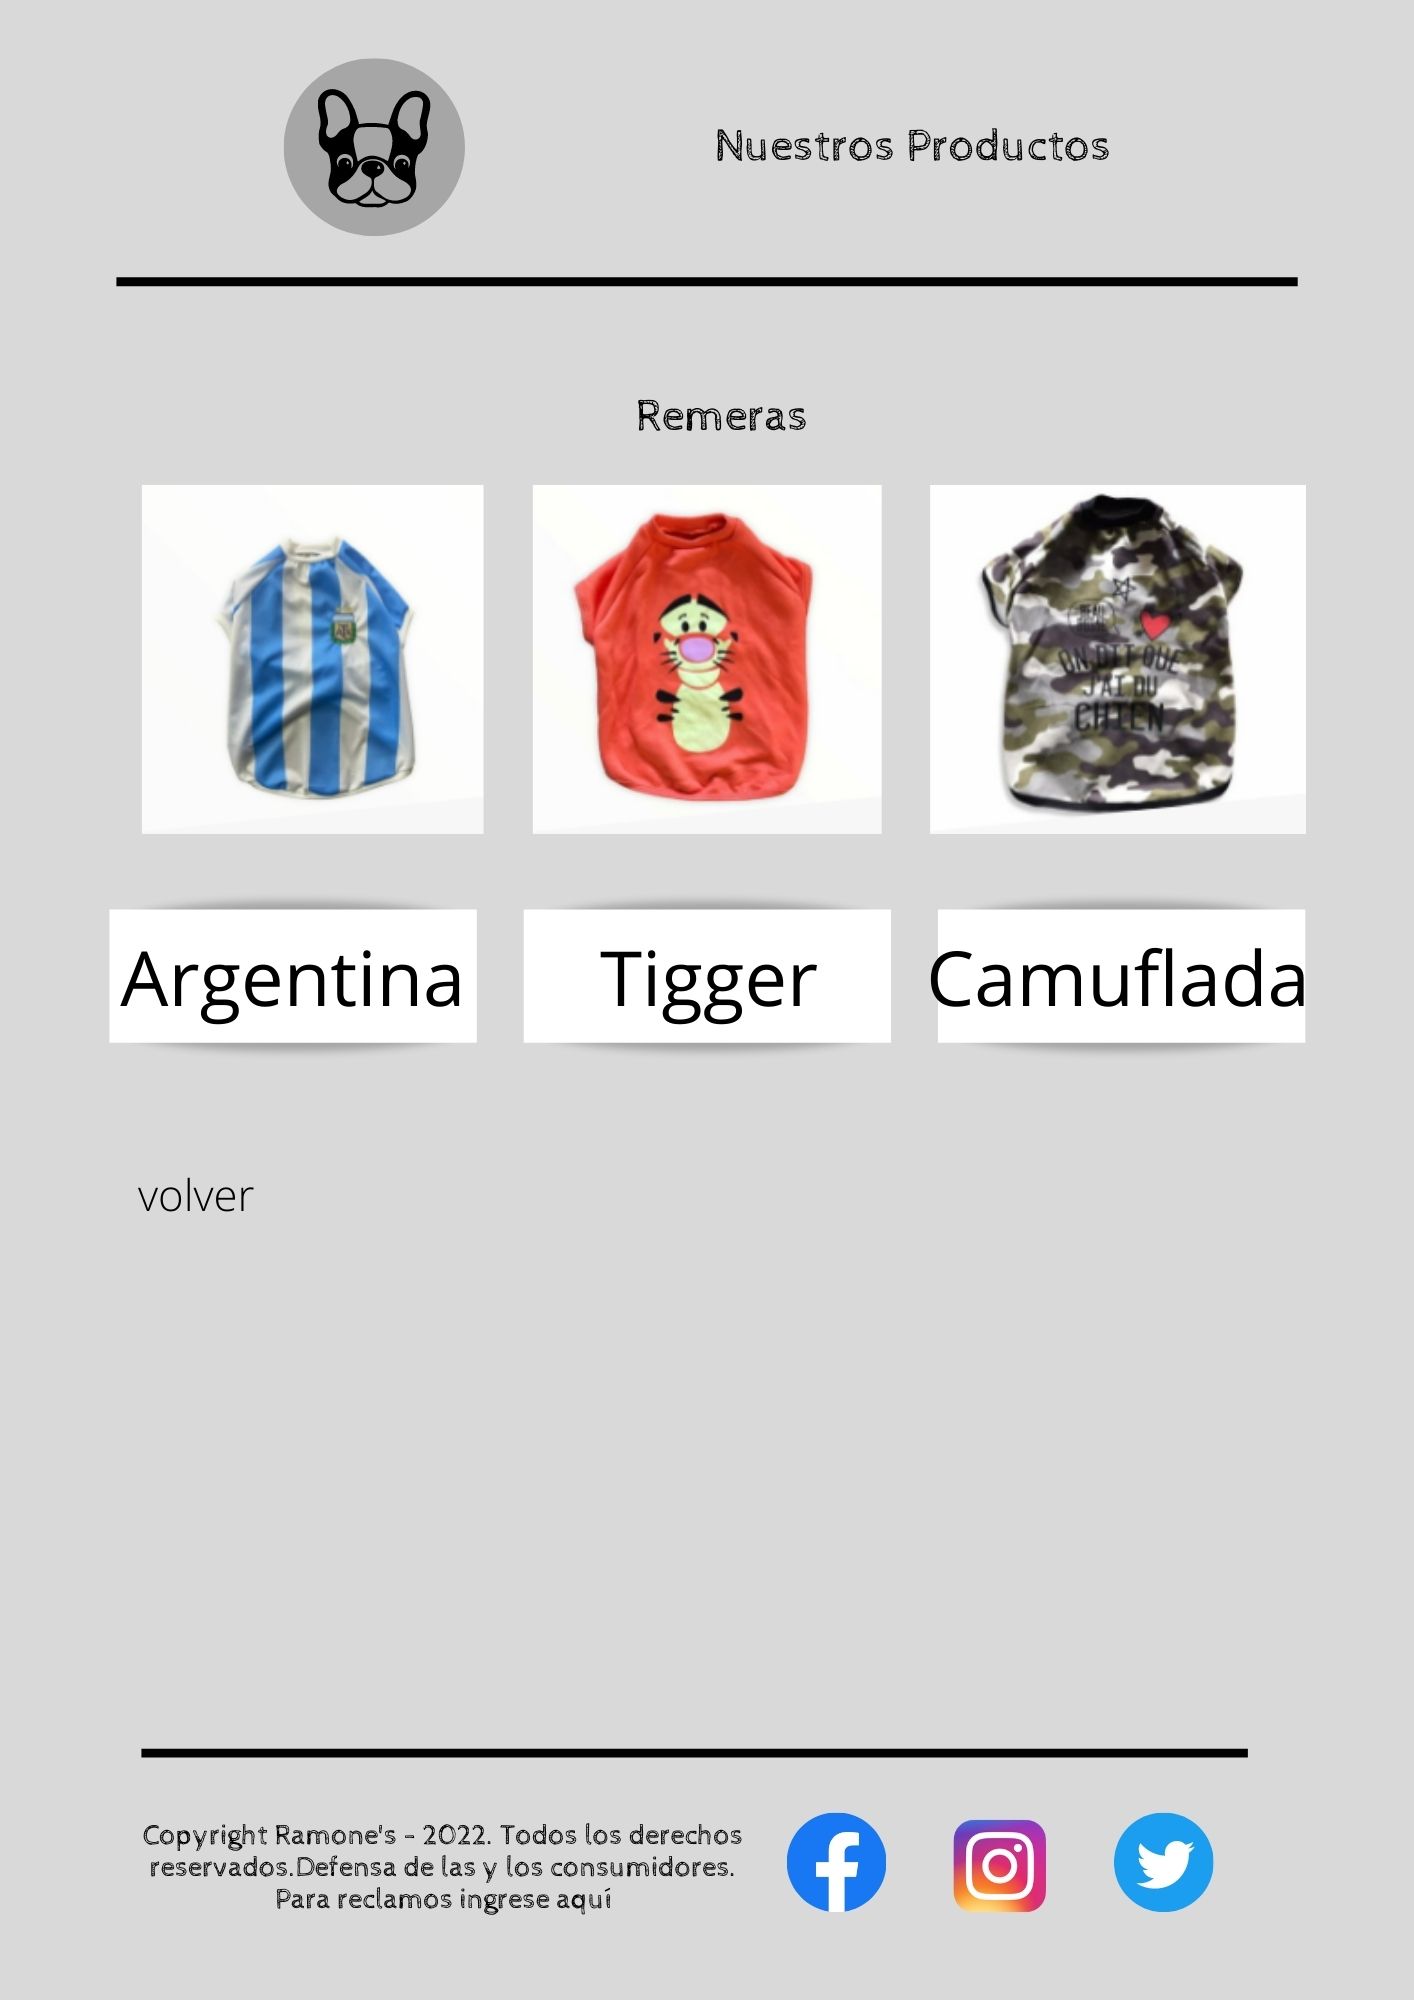 Nuestros Productos
Remeras
ON DIT QUE
J'AI DU
CHIEN
Argentina
Tigger
Camuflada
volver
Copyright Ramone's - 2022. Todos los derechos
reservados.Defensa de las y los consumidores.
Para reclamos ingrese aquí